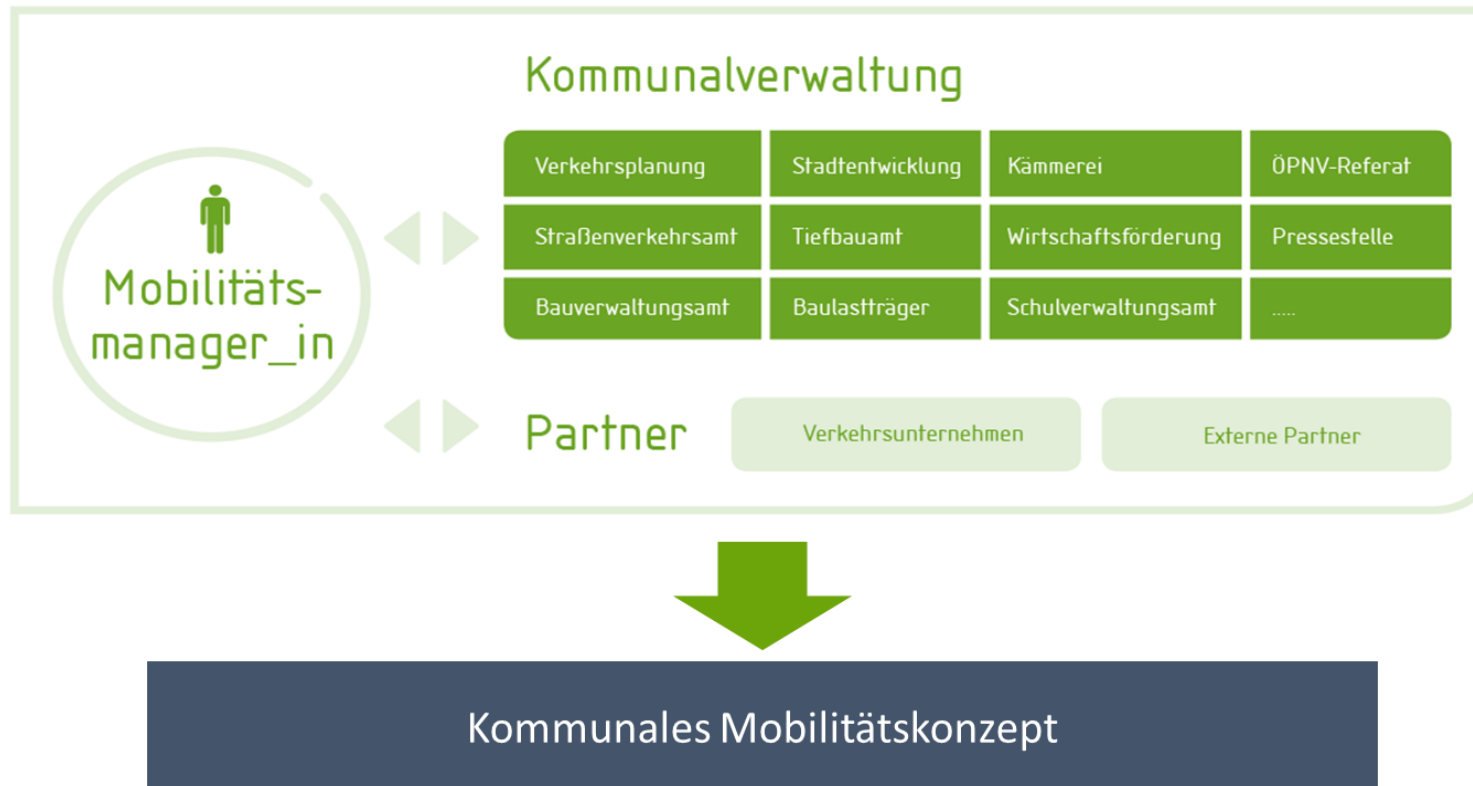 Kommunalverwaltung
Verkehrsplanung Stadtentwicklung Kämmerei ÖPNV-Referat
Straßenverkehrsamt Tiefbauamt Wirtschaftsförderung Pressestelle
Bauverwaltungsamt Baulastträger Schulverwaltungsamt .....
Mobilitäts-
manager_in
Partner Verkehrsunternehmen Externe Partner
Kommunales Mobilitätskonzept